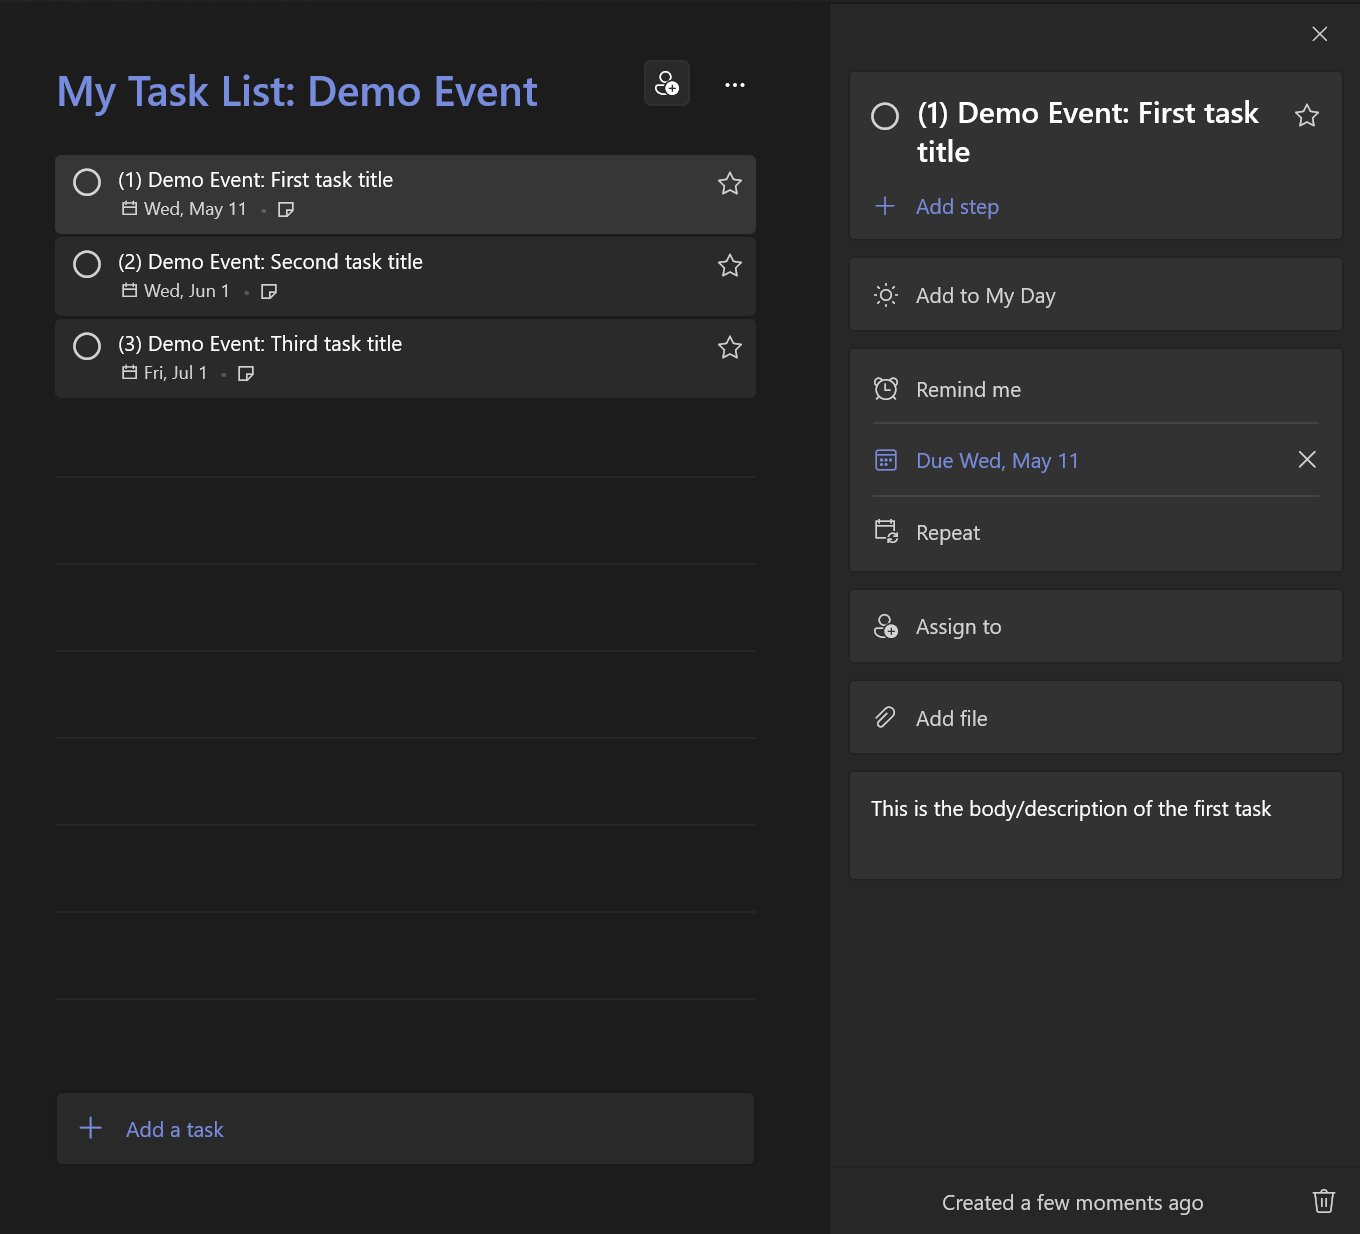 My Task List: Demo Event
(1) Demo Event: First task title
Wed, May 11
(2) Demo Event: Second task title
Wed, Jun 1
(3) Demo Event: Third task title
Fri, Jul 1
Add a task
(1) Demo Event: First task
title
Add step
Add to My Day
Remind me
Due Wed, May 11
Repeat
Assign to
Add file
This is the body/description of the first task
Created a few moments ago